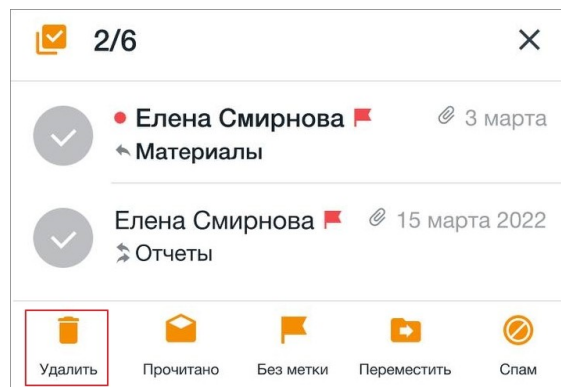 2/6
Елена Смирнова 3 марта
Материалы
Елена Смирнова 15 марта 2022
Отчеты
Удалить Прочитано Без метки Переместить Спам